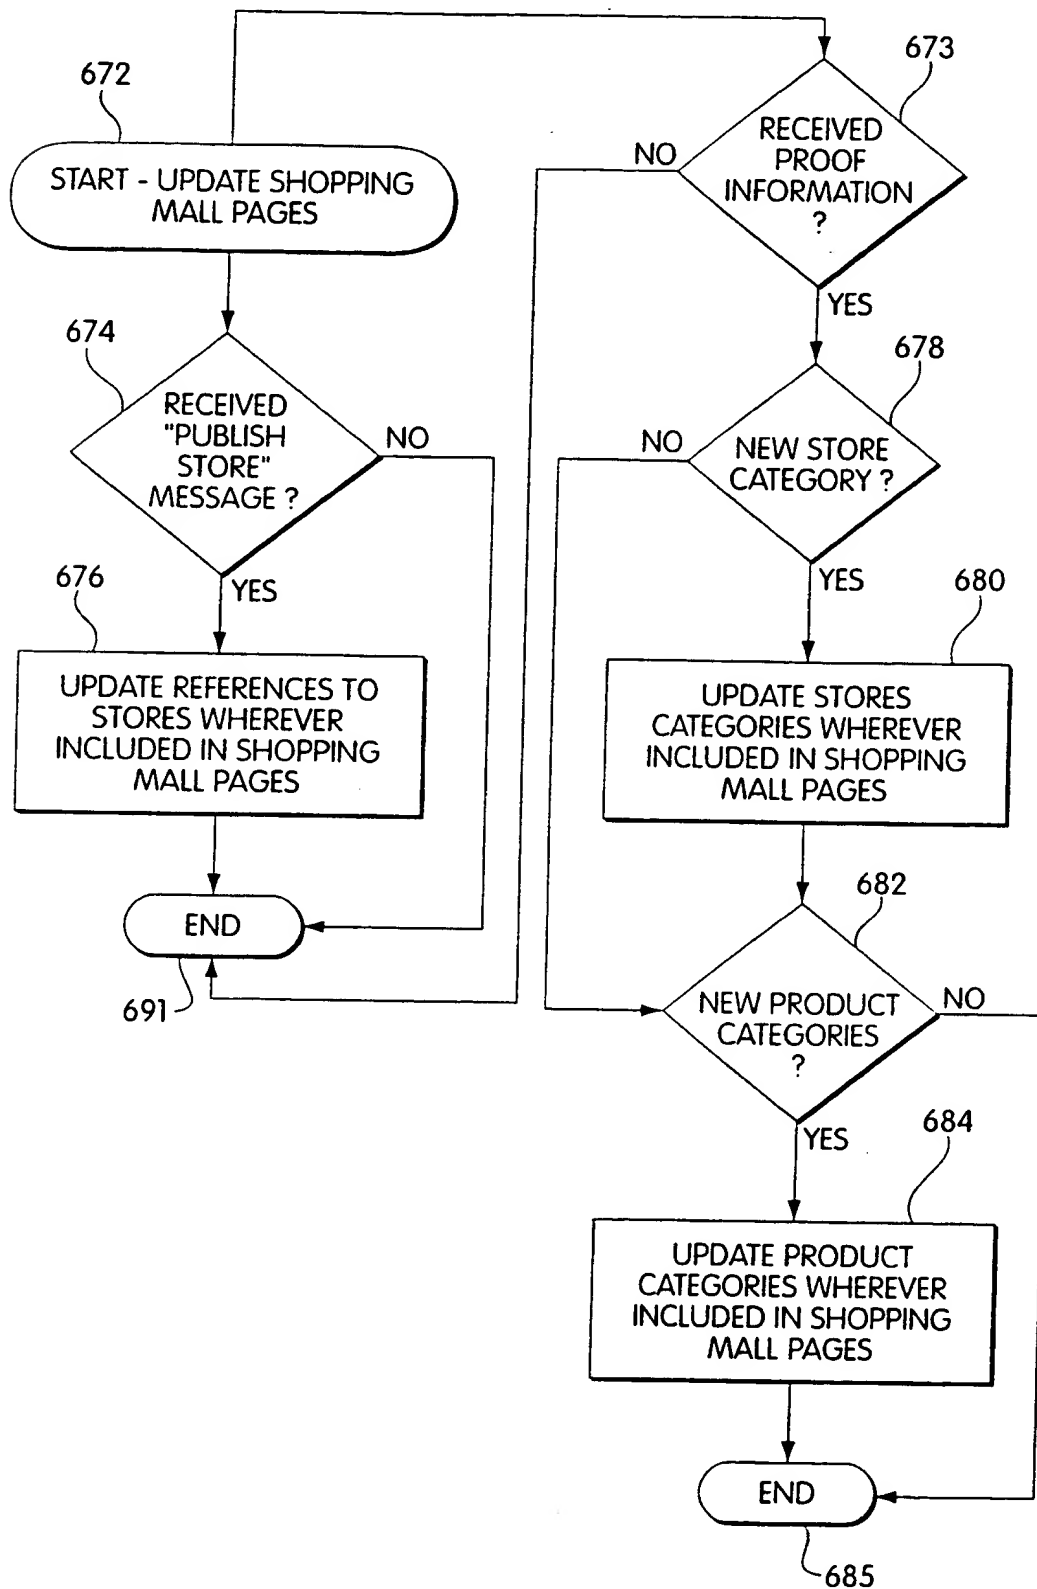 672
START - UPDATE SHOPPING
MALL PAGES
674
RECEIVED
"PUBLISH
STORE"
MESSAGE ?
NO
YES
676
UPDATE REFERENCES TO
STORES WHEREVER
INCLUDED IN SHOPPING
MALL PAGES
END
691
673
RECEIVED
PROOF
INFORMATION
?
NO
YES
678
NEW STORE
CATEGORY ?
NO
YES
680
UPDATE STORES
CATEGORIES WHEREVER
INCLUDED IN SHOPPING
MALL PAGES
682
NEW PRODUCT
CATEGORIES
?
NO
YES
684
UPDATE PRODUCT
CATEGORIES WHEREVER
INCLUDED IN SHOPPING
MALL PAGES
END
685